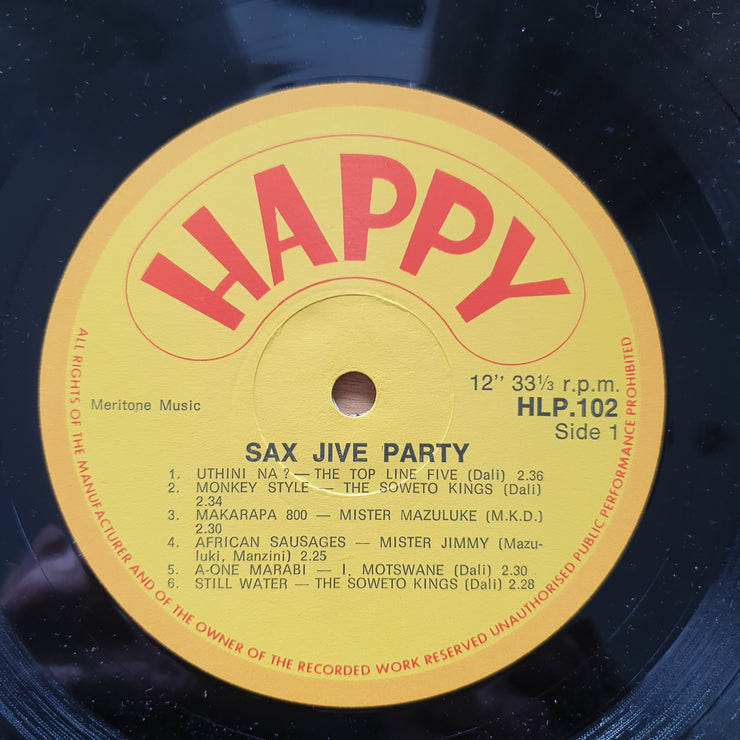 HAPPY
Meritone Music
12" 33⅓ r.p.m.
HLP.102
Side 1
SAX JIVE PARTY
1. UTHINI NA? — THE TOP LINE FIVE (Dali) 2.36
2. MONKEY STYLE — THE SOWETO KINGS (Dali)
2.34
3. MAKARAPA 800 — MISTER MAZULUKE (M.K.D.)
2.30
4. AFRICAN SAUSAGES — MISTER JIMMY (Mazu-
luki, Manzini) 2.25
5. A-ONE MARABI — I. MOTSWANE (Dali) 2.30
6. STILL WATER — THE SOWETO KINGS (Dali) 2.28
ALL RIGHTS OF THE MANUFACTURER AND OF THE OWNER OF THE RECORDED WORK RESERVED UNAUTHORISED PUBLIC PERFORMANCE PROHIBITED